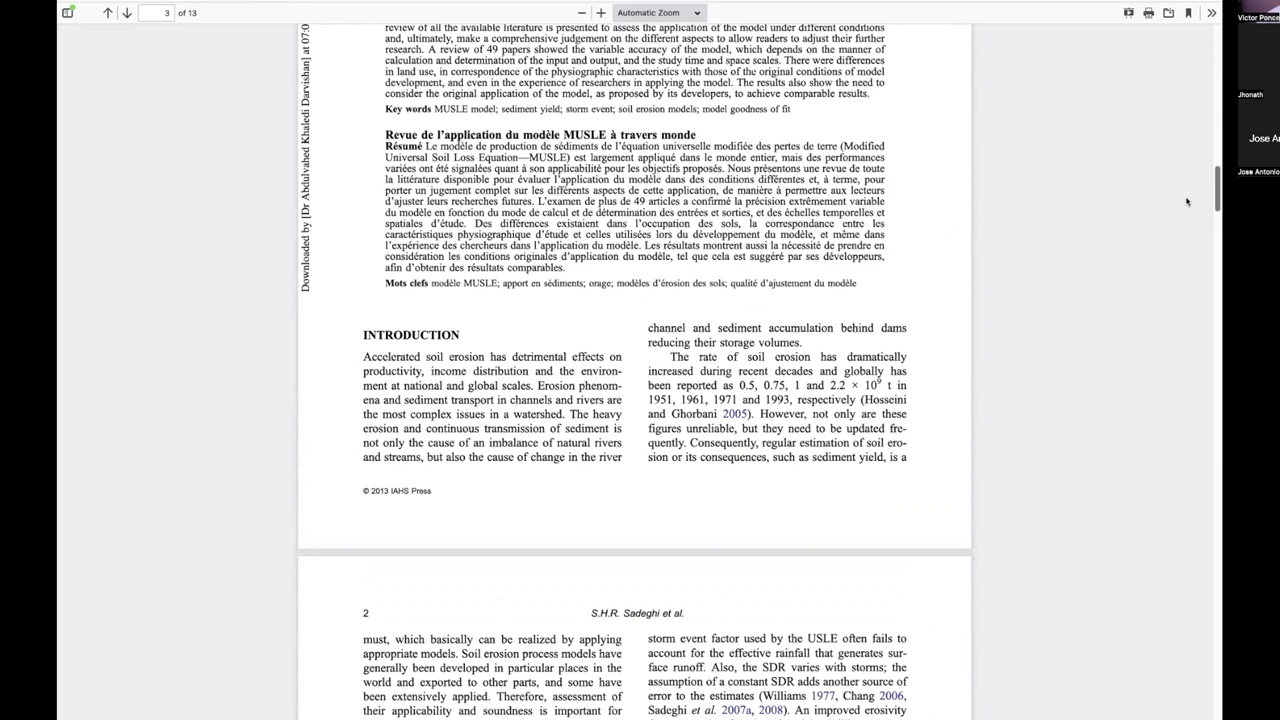 3 of 13
Automatic Zoom
Victor Ponce
Jhonath
Jose An
Jose Antonio
Downloaded by [Dr Abdulvahed Khaledi Darvishan] at 07:0
review of all the available literature is presented to assess the application of the model under different conditions
and, ultimately, make a comprehensive judgement on the different aspects to allow readers to adjust their further
research. A review of 49 papers showed the variable accuracy of the model, which depends on the manner of
calculation and determination of the input and output, and the study time and space scales. There were differences
in land use, in correspondence of the physiographic characteristics with those of the original conditions of model
development, and even in the experience of researchers in applying the model. The results also show the need to
consider the original application of the model, as proposed by its developers, to achieve comparable results.
Key words MUSLE model; sediment yield; storm event; soil erosion models; model goodness of fit
Revue de l'application du modèle MUSLE à travers monde
Résumé Le modèle de production de sédiments de l'équation universelle modifiée des pertes de terre (Modified
Universal Soil Loss Equation—MUSLE) est largement appliqué dans le monde entier, mais des performances
variées ont été signalées quant à son applicabilité pour les objectifs proposés. Nous présentons une revue de toute
la littérature disponible pour évaluer l'application du modèle dans des conditions différentes et, à terme, pour
porter un jugement complet sur les différents aspects de cette application, de manière à permettre aux lecteurs
d'ajuster leurs recherches futures. L'examen de plus de 49 articles a confirmé la précision extrêmement variable
du modèle en fonction du mode de calcul et de détermination des entrées et sorties, et des échelles temporelles et
spatiales d'étude. Des différences existaient dans l'occupation des sols, la correspondance entre les
caractéristiques physiographique d'étude et celles utilisées lors du développement du modèle, et même dans
l'expérience des chercheurs dans l'application du modèle. Les résultats montrent aussi la nécessité de prendre en
considération les conditions originales d'application du modèle, tel que cela est suggéré par ses développeurs,
afin d'obtenir des résultats comparables.
Mots clefs modèle MUSLE; apport en sédiments; orage; modèles d'érosion des sols; qualité d'ajustement du modèle
INTRODUCTION
Accelerated soil erosion has detrimental effects on
productivity, income distribution and the environ-
ment at national and global scales. Erosion phenom-
ena and sediment transport in channels and rivers are
the most complex issues in a watershed. The heavy
erosion and continuous transmission of sediment is
not only the cause of an imbalance of natural rivers
and streams, but also the cause of change in the river
channel and sediment accumulation behind dams
reducing their storage volumes.
The rate of soil erosion has dramatically
increased during recent decades and globally has
been reported as 0.5, 0.75, 1 and 2.2 × 10⁹ t in
1951, 1961, 1971 and 1993, respectively (Hosseini
and Ghorbani 2005). However, not only are these
figures unreliable, but they need to be updated fre-
quently. Consequently, regular estimation of soil ero-
sion or its consequences, such as sediment yield, is a
© 2013 IAHS Press
2
S.H.R. Sadeghi et al.
must, which basically can be realized by applying
appropriate models. Soil erosion process models have
generally been developed in particular places in the
world and exported to other parts, and some have
been extensively applied. Therefore, assessment of
their applicability and soundness is important for
storm event factor used by the USLE often fails to
account for the effective rainfall that generates sur-
face runoff. Also, the SDR varies with storms; the
assumption of a constant SDR adds another source of
error to the estimates (Williams 1977, Chang 2006,
Sadeghi et al. 2007a, 2008). An improved erosivity